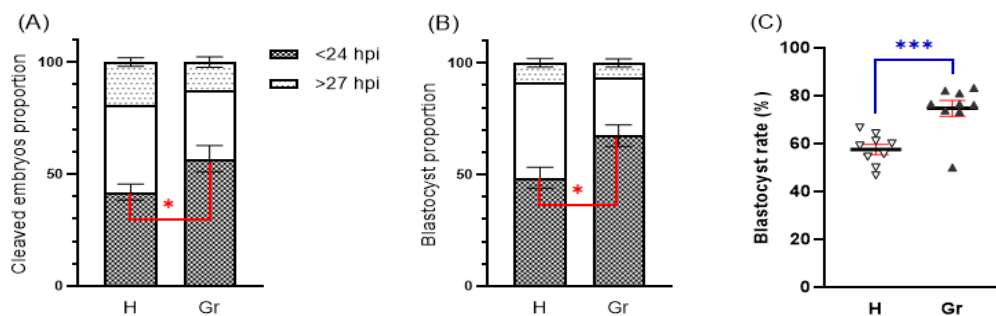 (A)
Cleaved embryos proportion
100
50
0
*
H
Gr
<24 hpi
>27 hpi
(B)
Blastocyst proportion
100
50
0
*
H
Gr
(C)
Blastocyst rate (%)
100
80
60
40
20
0
***
H
Gr